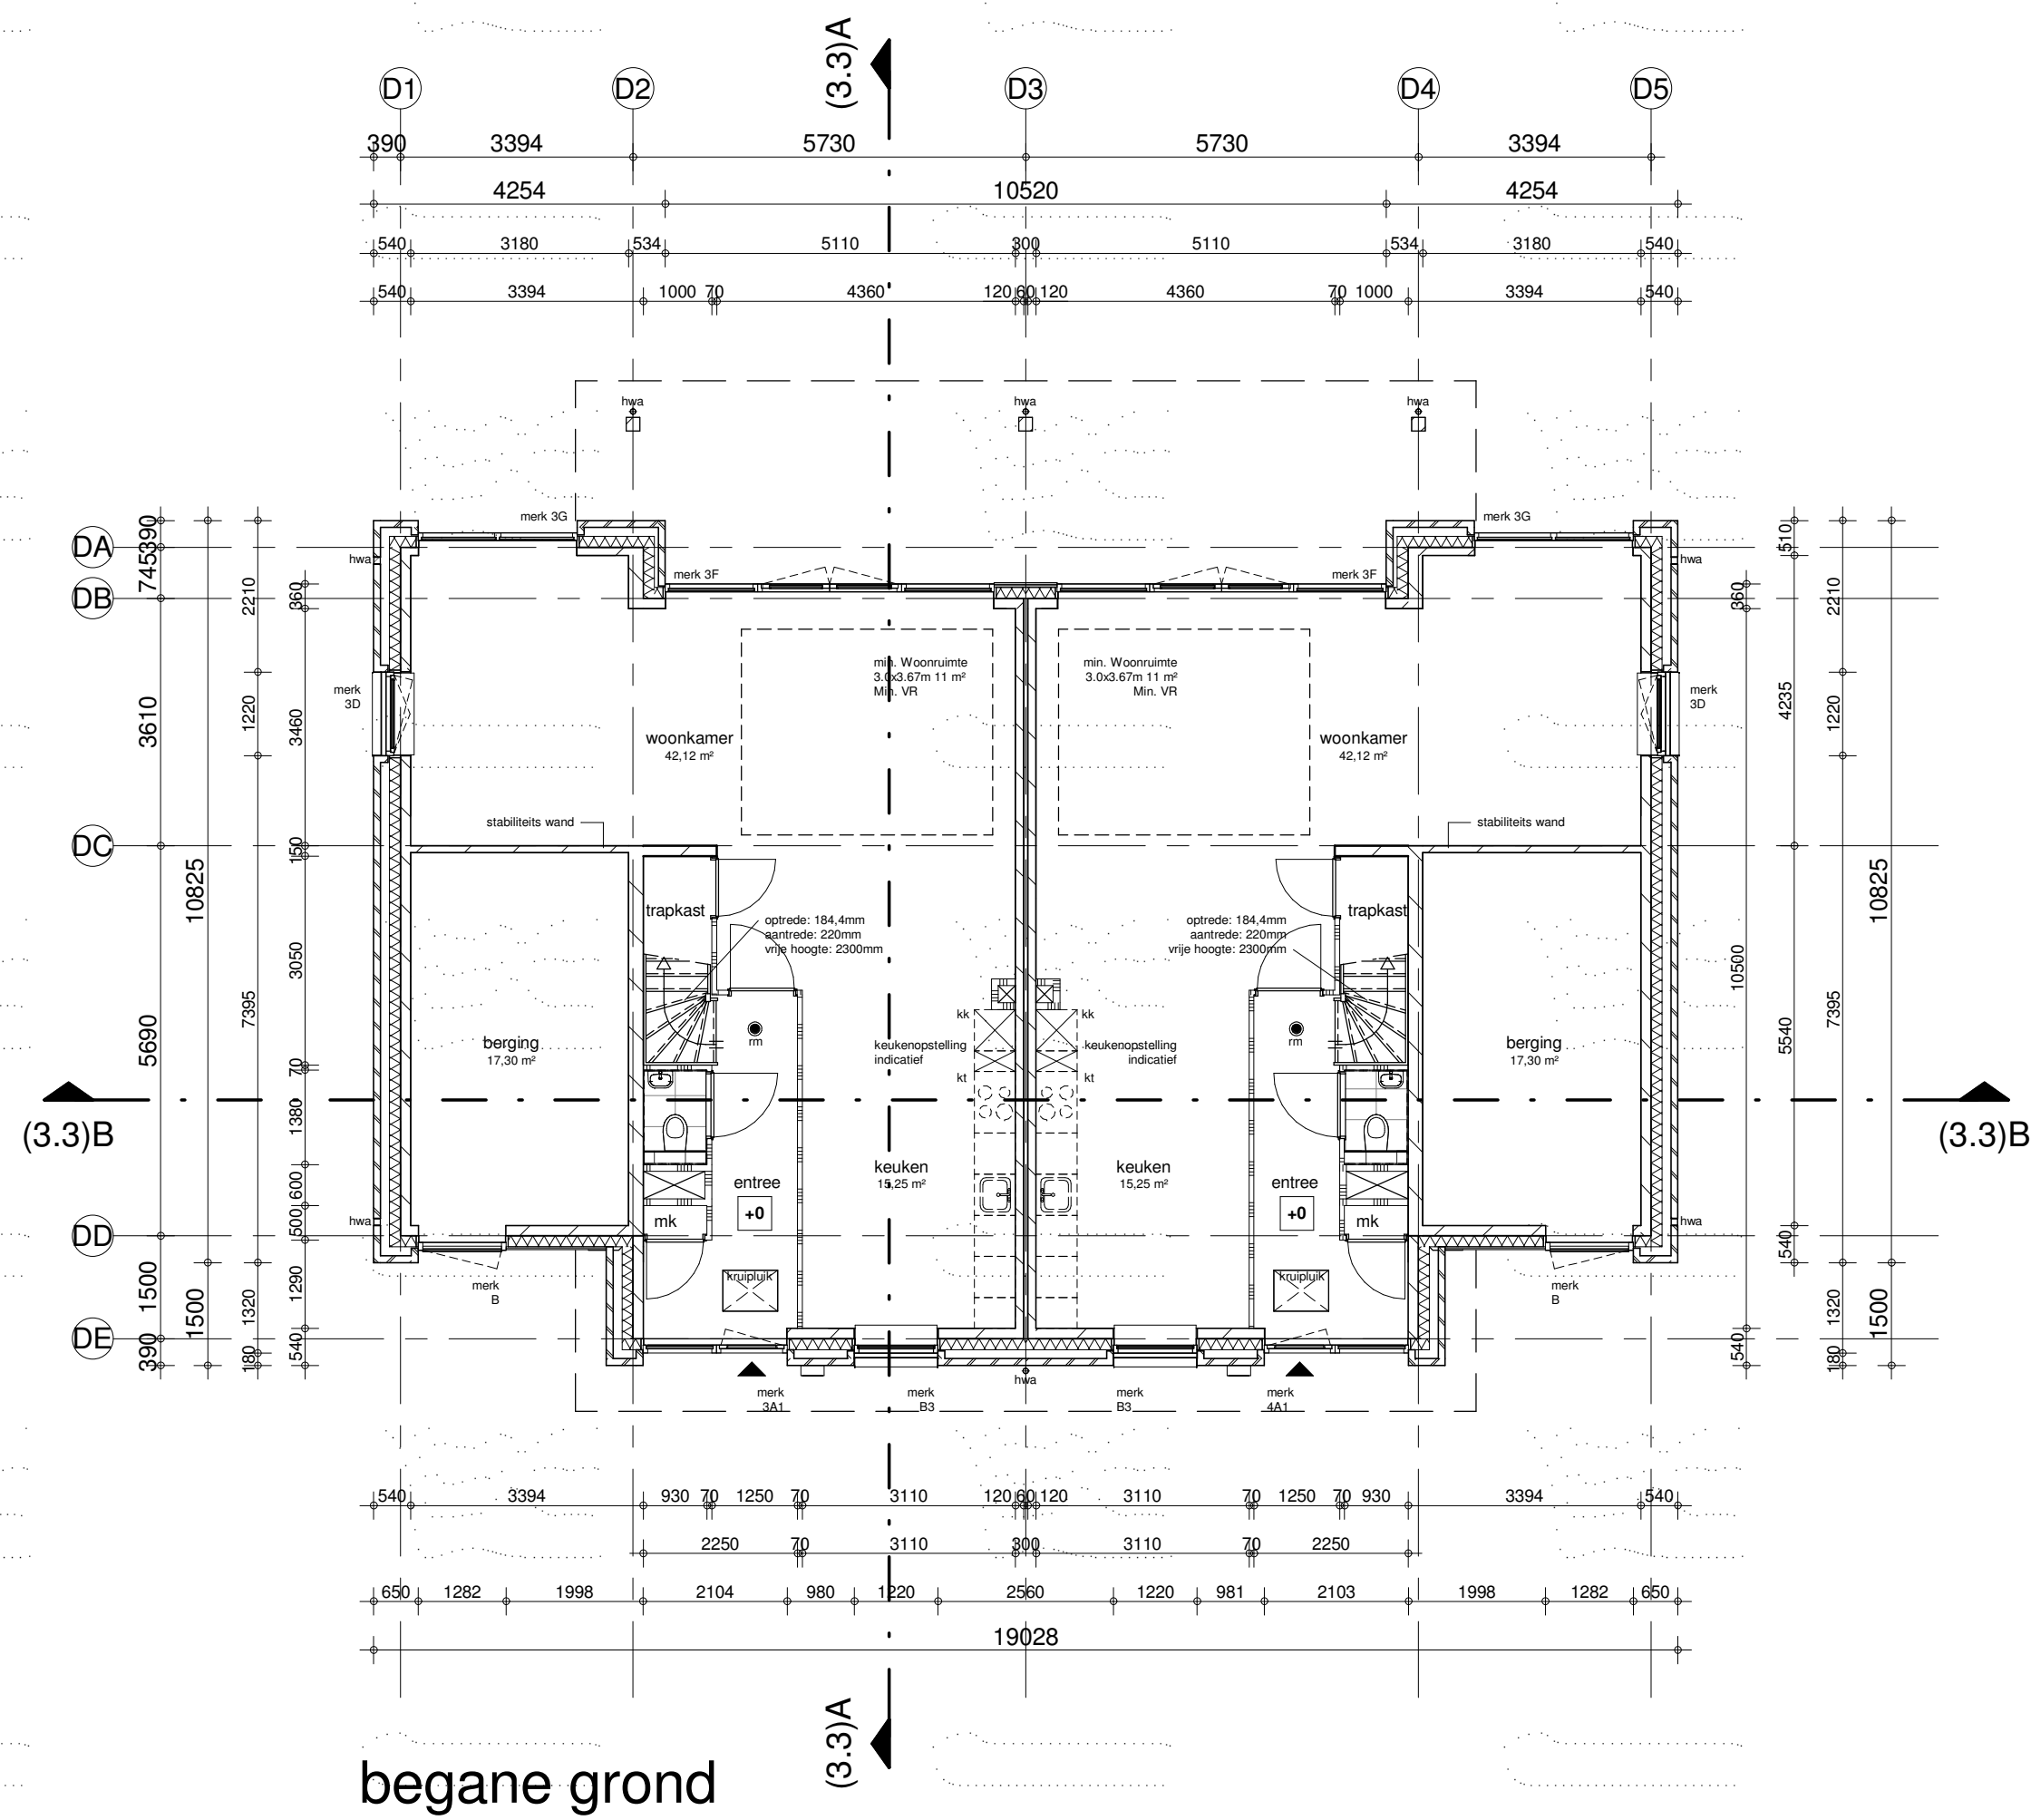 (3.3)A
D1 D2 D3 D4 D5
390 3394 5730 5730 3394
4254 10520 4254
540 3180 534 5110 300 5110 534 3180 540
540 3394 1000 70 4360 120 60 120 4360 70 1000 3394 540
hwa hwa hwa
merk 3G merk 3G
DA
390
745
510
hwa hwa
merk 3F merk 3F
DB
2210 360 360 2210
min. Woonruimte min. Woonruimte
3.0x3.67m 11 m² 3.0x3.67m 11 m²
Min. VR Min. VR
merk merk
3D 3D
3610 1220 3460 4235 1220
woonkamer woonkamer
42,12 m² 42,12 m²
stabiliteits wand stabiliteits wand
DC
150
10825 10825
trapkast trapkast
optrede: 184,4mm optrede: 184,4mm
aantrede: 220mm aantrede: 220mm
vrije hoogte: 2300mm vrije hoogte: 2300mm
3050 10500
7395 7395
5690 5540
kk kk
rm rm
berging keukenopstelling keukenopstelling berging
17,30 m² indicatief indicatief 17,30 m²
70
kt kt
1380
(3.3)B (3.3)B
keuken keuken
15,25 m² 15,25 m²
600
entree entree
+0 +0
mk mk
500
hwa hwa
DD
540
kruipluik kruipluik
merk merk
B B
1500 1500 1320 1290 1320 1500
DE
390 180 540 540 180
hwa
merk merk merk merk
3A1 B3 B3 4A1
540 3394 930 70 1250 70 3110 120 60 120 3110 70 1250 70 930 3394 540
2250 70 3110 300 3110 70 2250
650 1282 1998 2104 980 1220 2560 1220 981 2103 1998 1282 650
19028
(3.3)A
begane grond